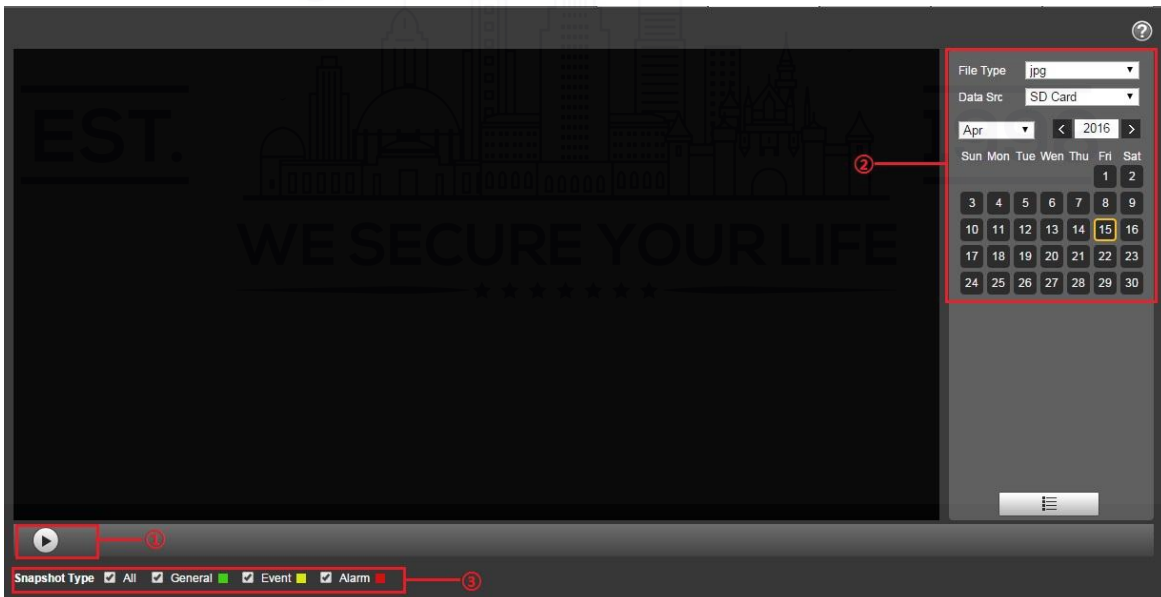 ?
EST.
File Type jpg
Data Src SD Card
Apr < 2016 >
②
Sun Mon Tue Wen Thu Fri Sat
1 2
3 4 5 6 7 8 9
10 11 12 13 14 15 16
17 18 19 20 21 22 23
24 25 26 27 28 29 30
WE SECURE YOUR LIFE
①
Snapshot Type All General Event Alarm
③